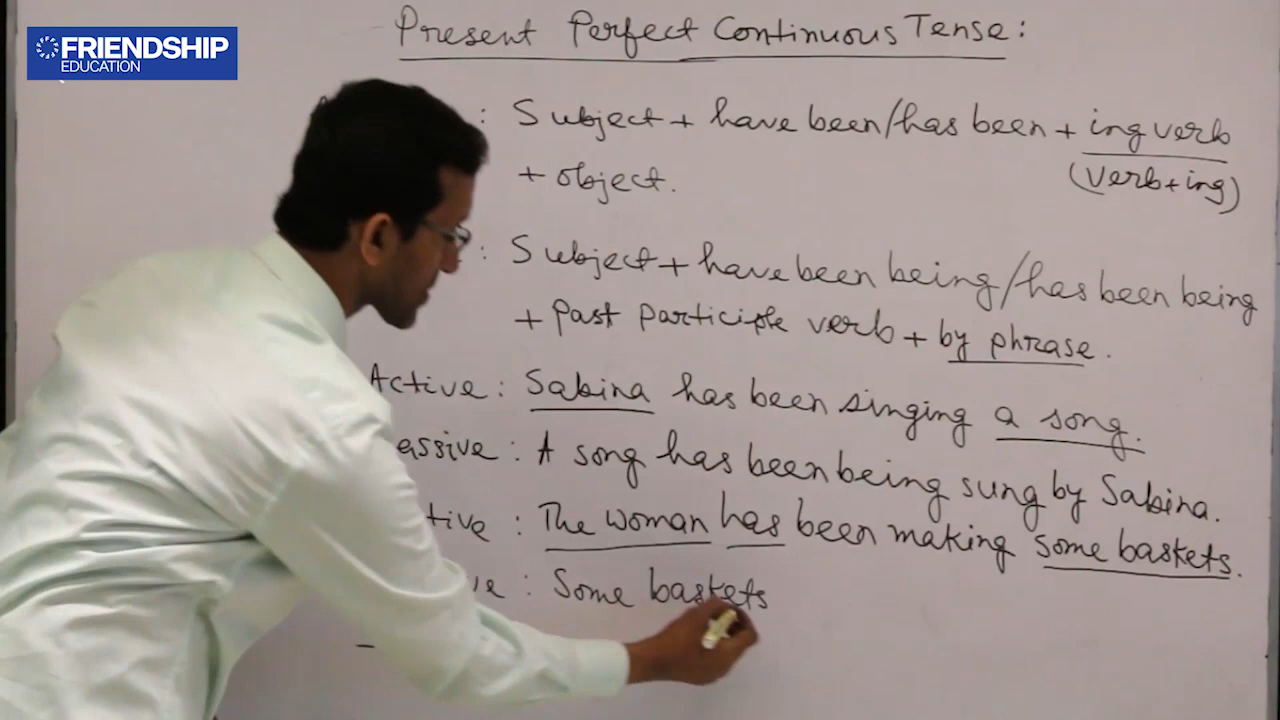 FRIENDSHIP
EDUCATION
Present Perfect Continuous Tense:
: Subject + have been/has been + ing verb
+ object. (verb+ing)
: Subject + have been being/has been being
+ past participle verb + by phrase.
Active: Sabina has been singing a song.
assive: A song has been being sung by Sabina.
tive: The woman has been making some baskets.
ve: Some baskets